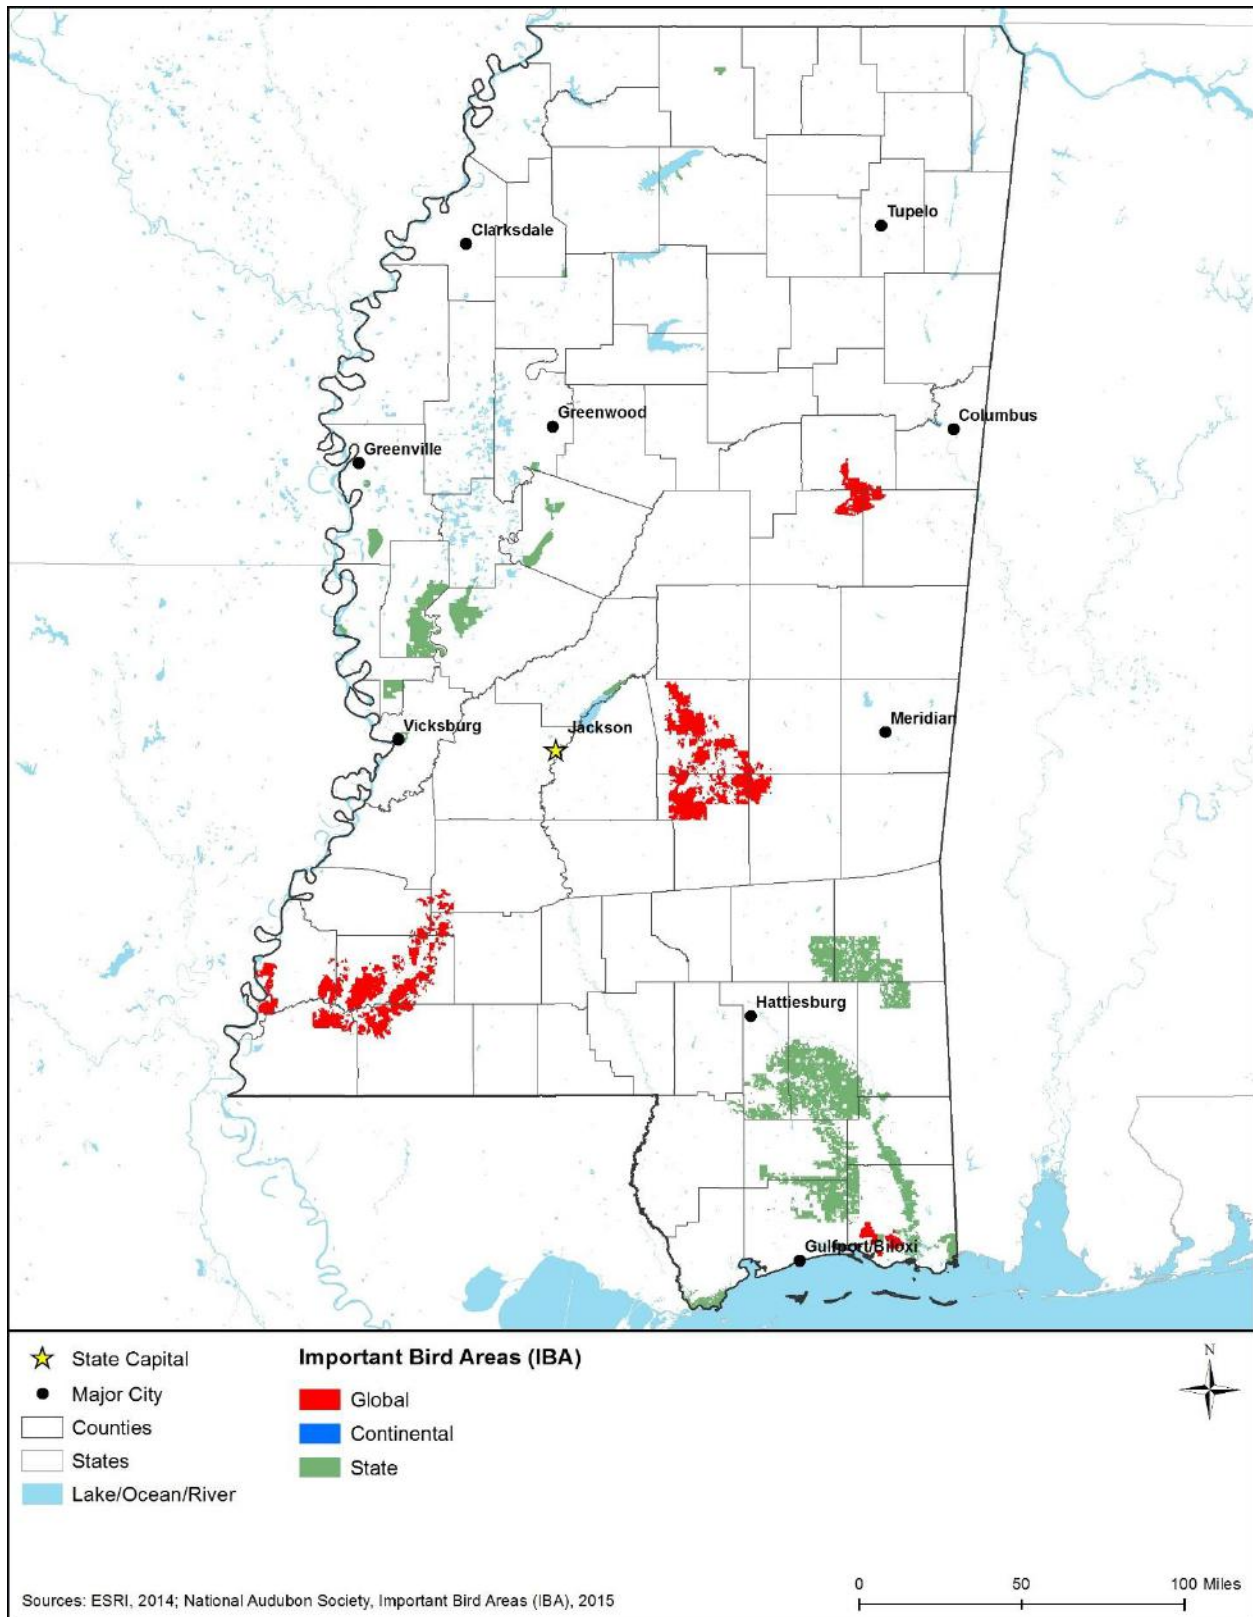 Tupelo
Clarksdale
Greenwood
Columbus
Greenville
Vicksburg
Jackson
Meridian
Hattiesburg
Gulfport/Biloxi
State Capital
Major City
Counties
States
Lake/Ocean/River
Important Bird Areas (IBA)
Global
Continental
State
N
0 50 100 Miles
Sources: ESRI, 2014; National Audubon Society, Important Bird Areas (IBA), 2015